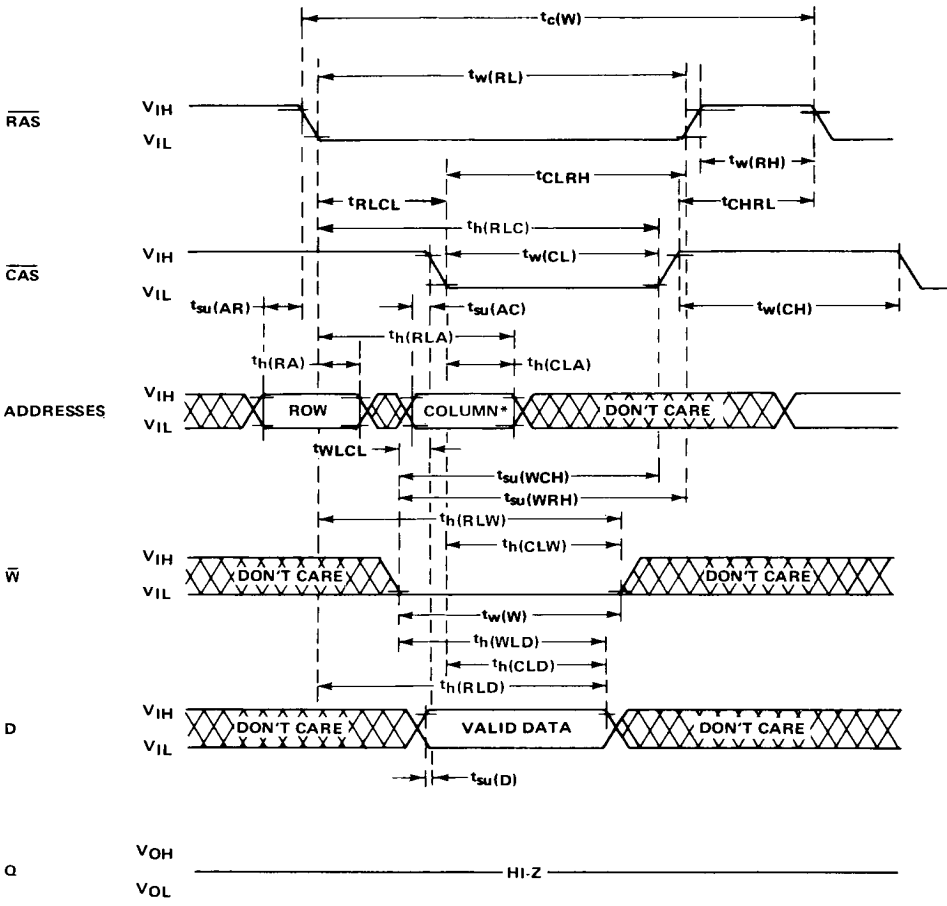 tc(W)
tw(RL)
RAS
VIH
VIL
tw(RH)
tCLRH
tRLCL
tCHRL
th(RLC)
CAS
VIH
VIL
tw(CL)
tsu(AR)
tsu(AC)
tw(CH)
th(RLA)
th(RA)
th(CLA)
ADDRESSES
VIH
VIL
ROW
COLUMN*
DON'T CARE
tWLCL
tsu(WCH)
tsu(WRH)
th(RLW)
th(CLW)
W
VIH
VIL
DON'T CARE
DON'T CARE
tw(W)
th(WLD)
th(CLD)
th(RLD)
D
VIH
VIL
DON'T CARE
VALID DATA
DON'T CARE
tsu(D)
Q
VOH
VOL
HI-Z